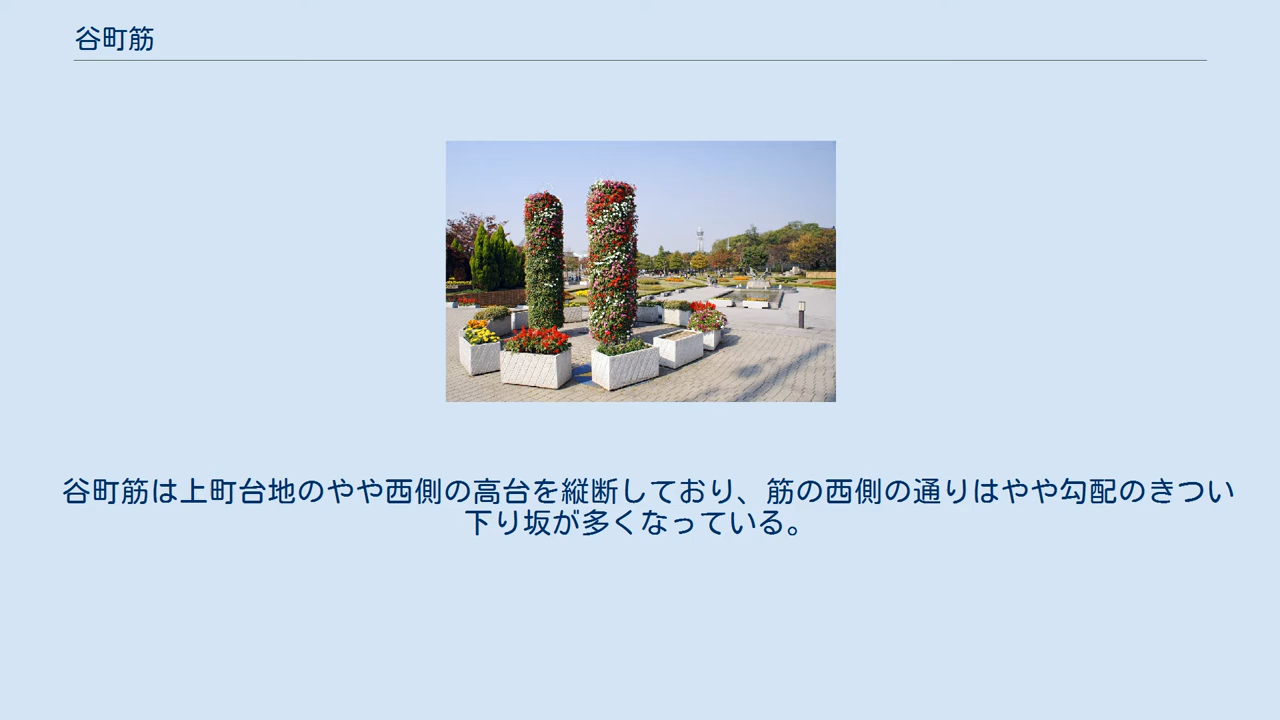 谷町筋
谷町筋は上町台地のやや西側の高台を縦断しており、筋の西側の通りはやや勾配のきつい
下り坂が多くなっている。